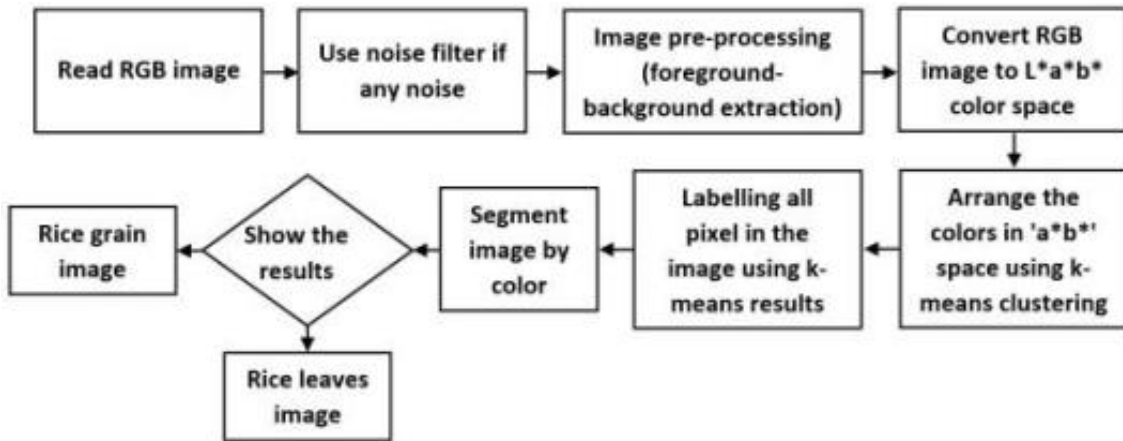 Read RGB image
Use noise filter if
any noise
Image pre-processing
(foreground-
background extraction)
Convert RGB
image to L*a*b*
color space
Arrange the
colors in 'a*b*'
space using k-
means clustering
Labelling all
pixel in the
image using k-
means results
Segment
image by
color
Show the
results
Rice grain
image
Rice leaves
image